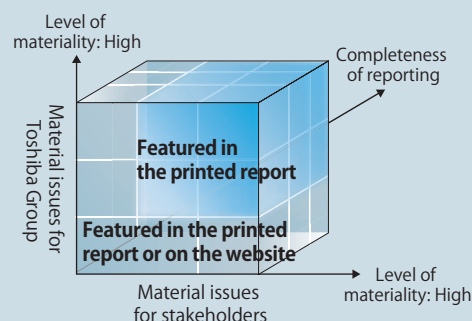 Level of
materiality: High
Completeness
of reporting
Material issues for
Toshiba Group
Featured in
the printed report
Featured in the printed
report or on the website
Level of
materiality: High
Material issues
for stakeholders